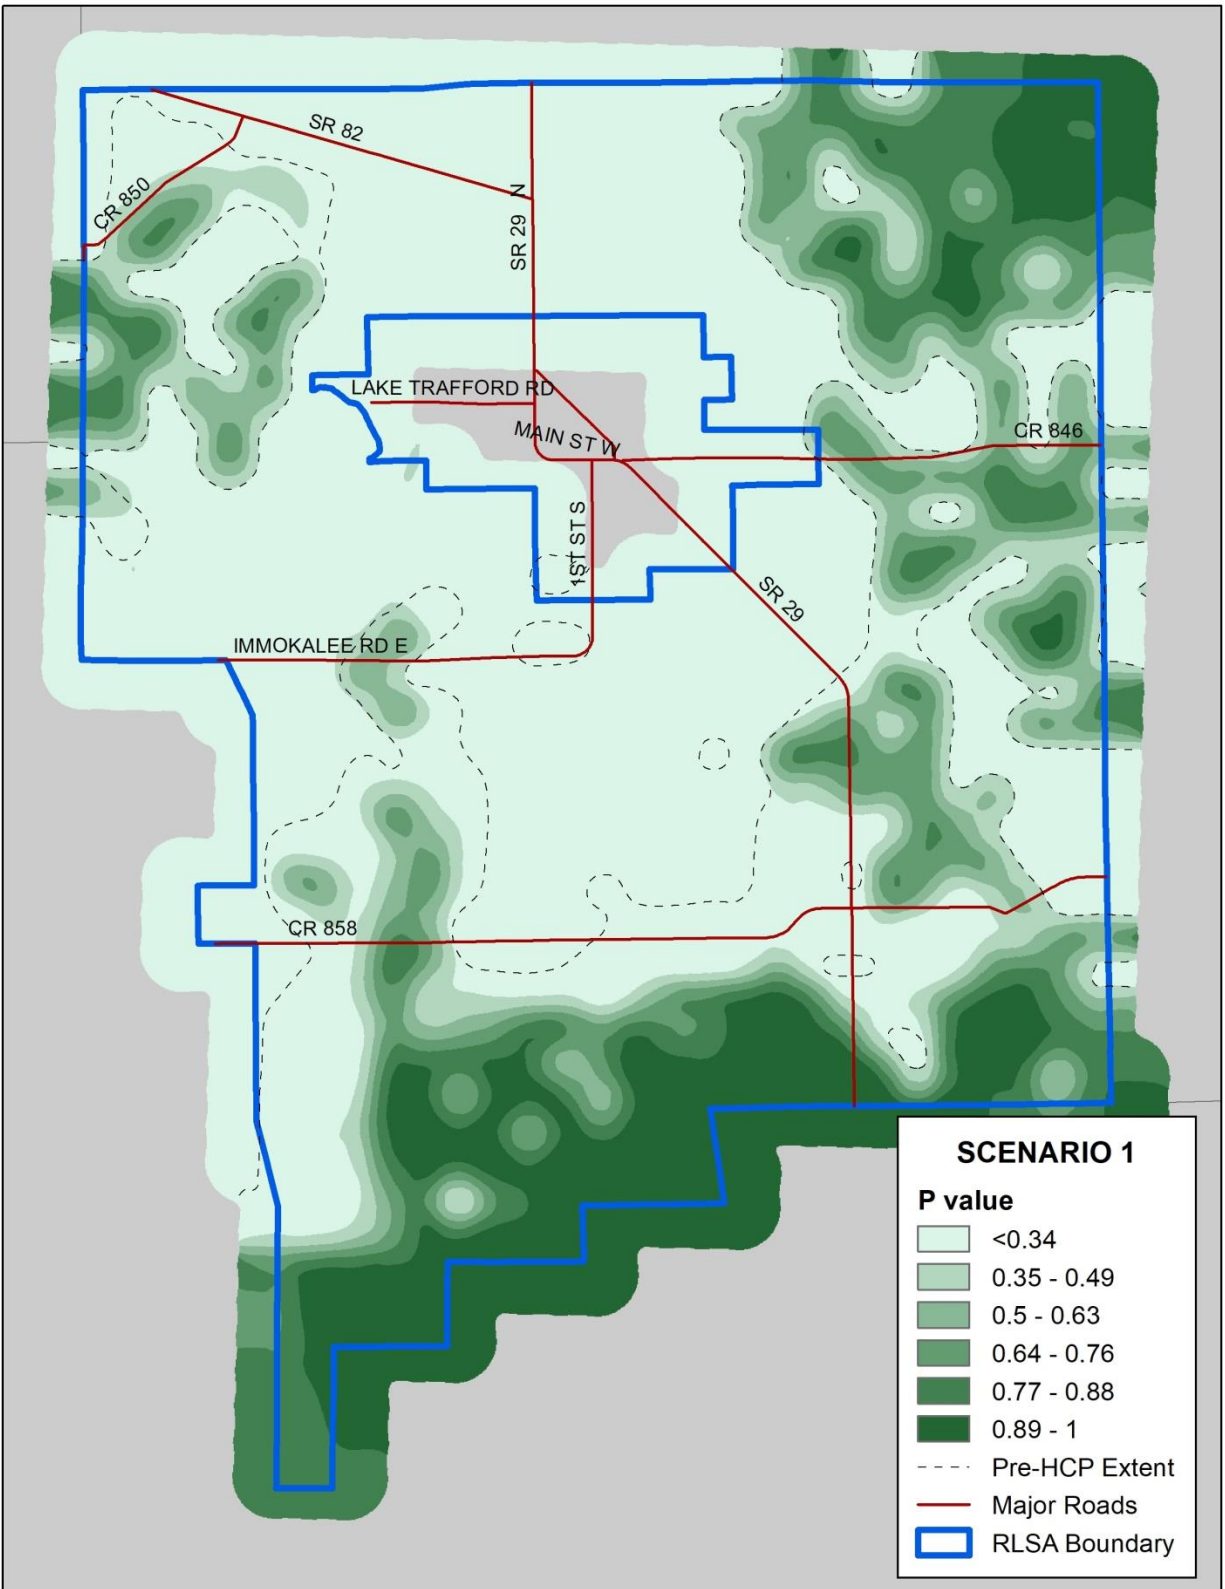 SR 82
CR 850
SR 29 N
LAKE TRAFFORD RD
MAIN ST W
CR 846
1ST ST S
SR 29
IMMOKALEE RD E
CR 858
SCENARIO 1
P value
<0.34
0.35 - 0.49
0.5 - 0.63
0.64 - 0.76
0.77 - 0.88
0.89 - 1
Pre-HCP Extent
Major Roads
RLSA Boundary